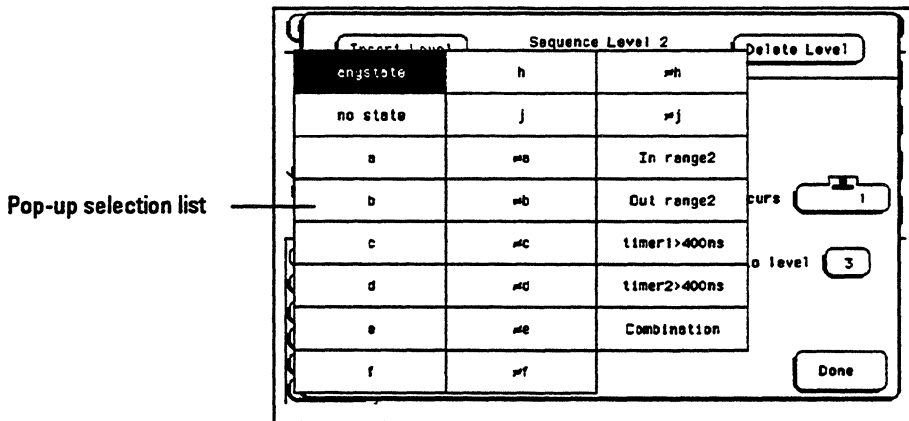 Sequence Level 2
Insert Level
Delete Level
anystate h ≠h
no state j ≠j
a ≠a In range2
Pop-up selection list
b ≠b Out range2
curs 1
c ≠c timer1>400ns
o level 3
d ≠d timer2>400ns
e ≠e Combination
f ≠f
Done